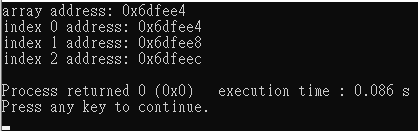 array address: 0x6dfee4
index 0 address: 0x6dfee4
index 1 address: 0x6dfee8
index 2 address: 0x6dfeec
Process returned 0 (0x0)   execution time : 0.086 s
Press any key to continue.